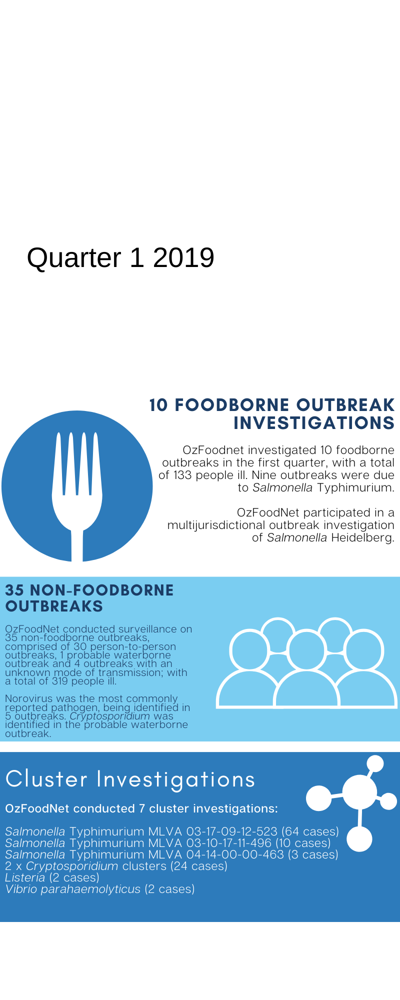 Quarter 1 2019
10 FOODBORNE OUTBREAK
INVESTIGATIONS
OzFoodnet investigated 10 foodborne
outbreaks in the first quarter, with a total
of 133 people ill. Nine outbreaks were due
to Salmonella Typhimurium.
OzFoodNet participated in a
multijurisdictional outbreak investigation
of Salmonella Heidelberg.
35 NON-FOODBORNE
OUTBREAKS
OzFoodNet conducted surveillance on
35 non-foodborne outbreaks,
comprised of 30 person-to-person
outbreaks, 1 probable waterborne
outbreak and 4 outbreaks with an
unknown mode of transmission; with
a total of 319 people ill.
Norovirus was the most commonly
reported pathogen, being identified in
5 outbreaks. Cryptosporidium was
identified in the probable waterborne
outbreak.
Cluster Investigations
OzFoodNet conducted 7 cluster investigations:
Salmonella Typhimurium MLVA 03-17-09-12-523 (64 cases)
Salmonella Typhimurium MLVA 03-10-17-11-496 (10 cases)
Salmonella Typhimurium MLVA 04-14-00-00-463 (3 cases)
2 x Cryptosporidium clusters (24 cases)
Listeria (2 cases)
Vibrio parahaemolyticus (2 cases)